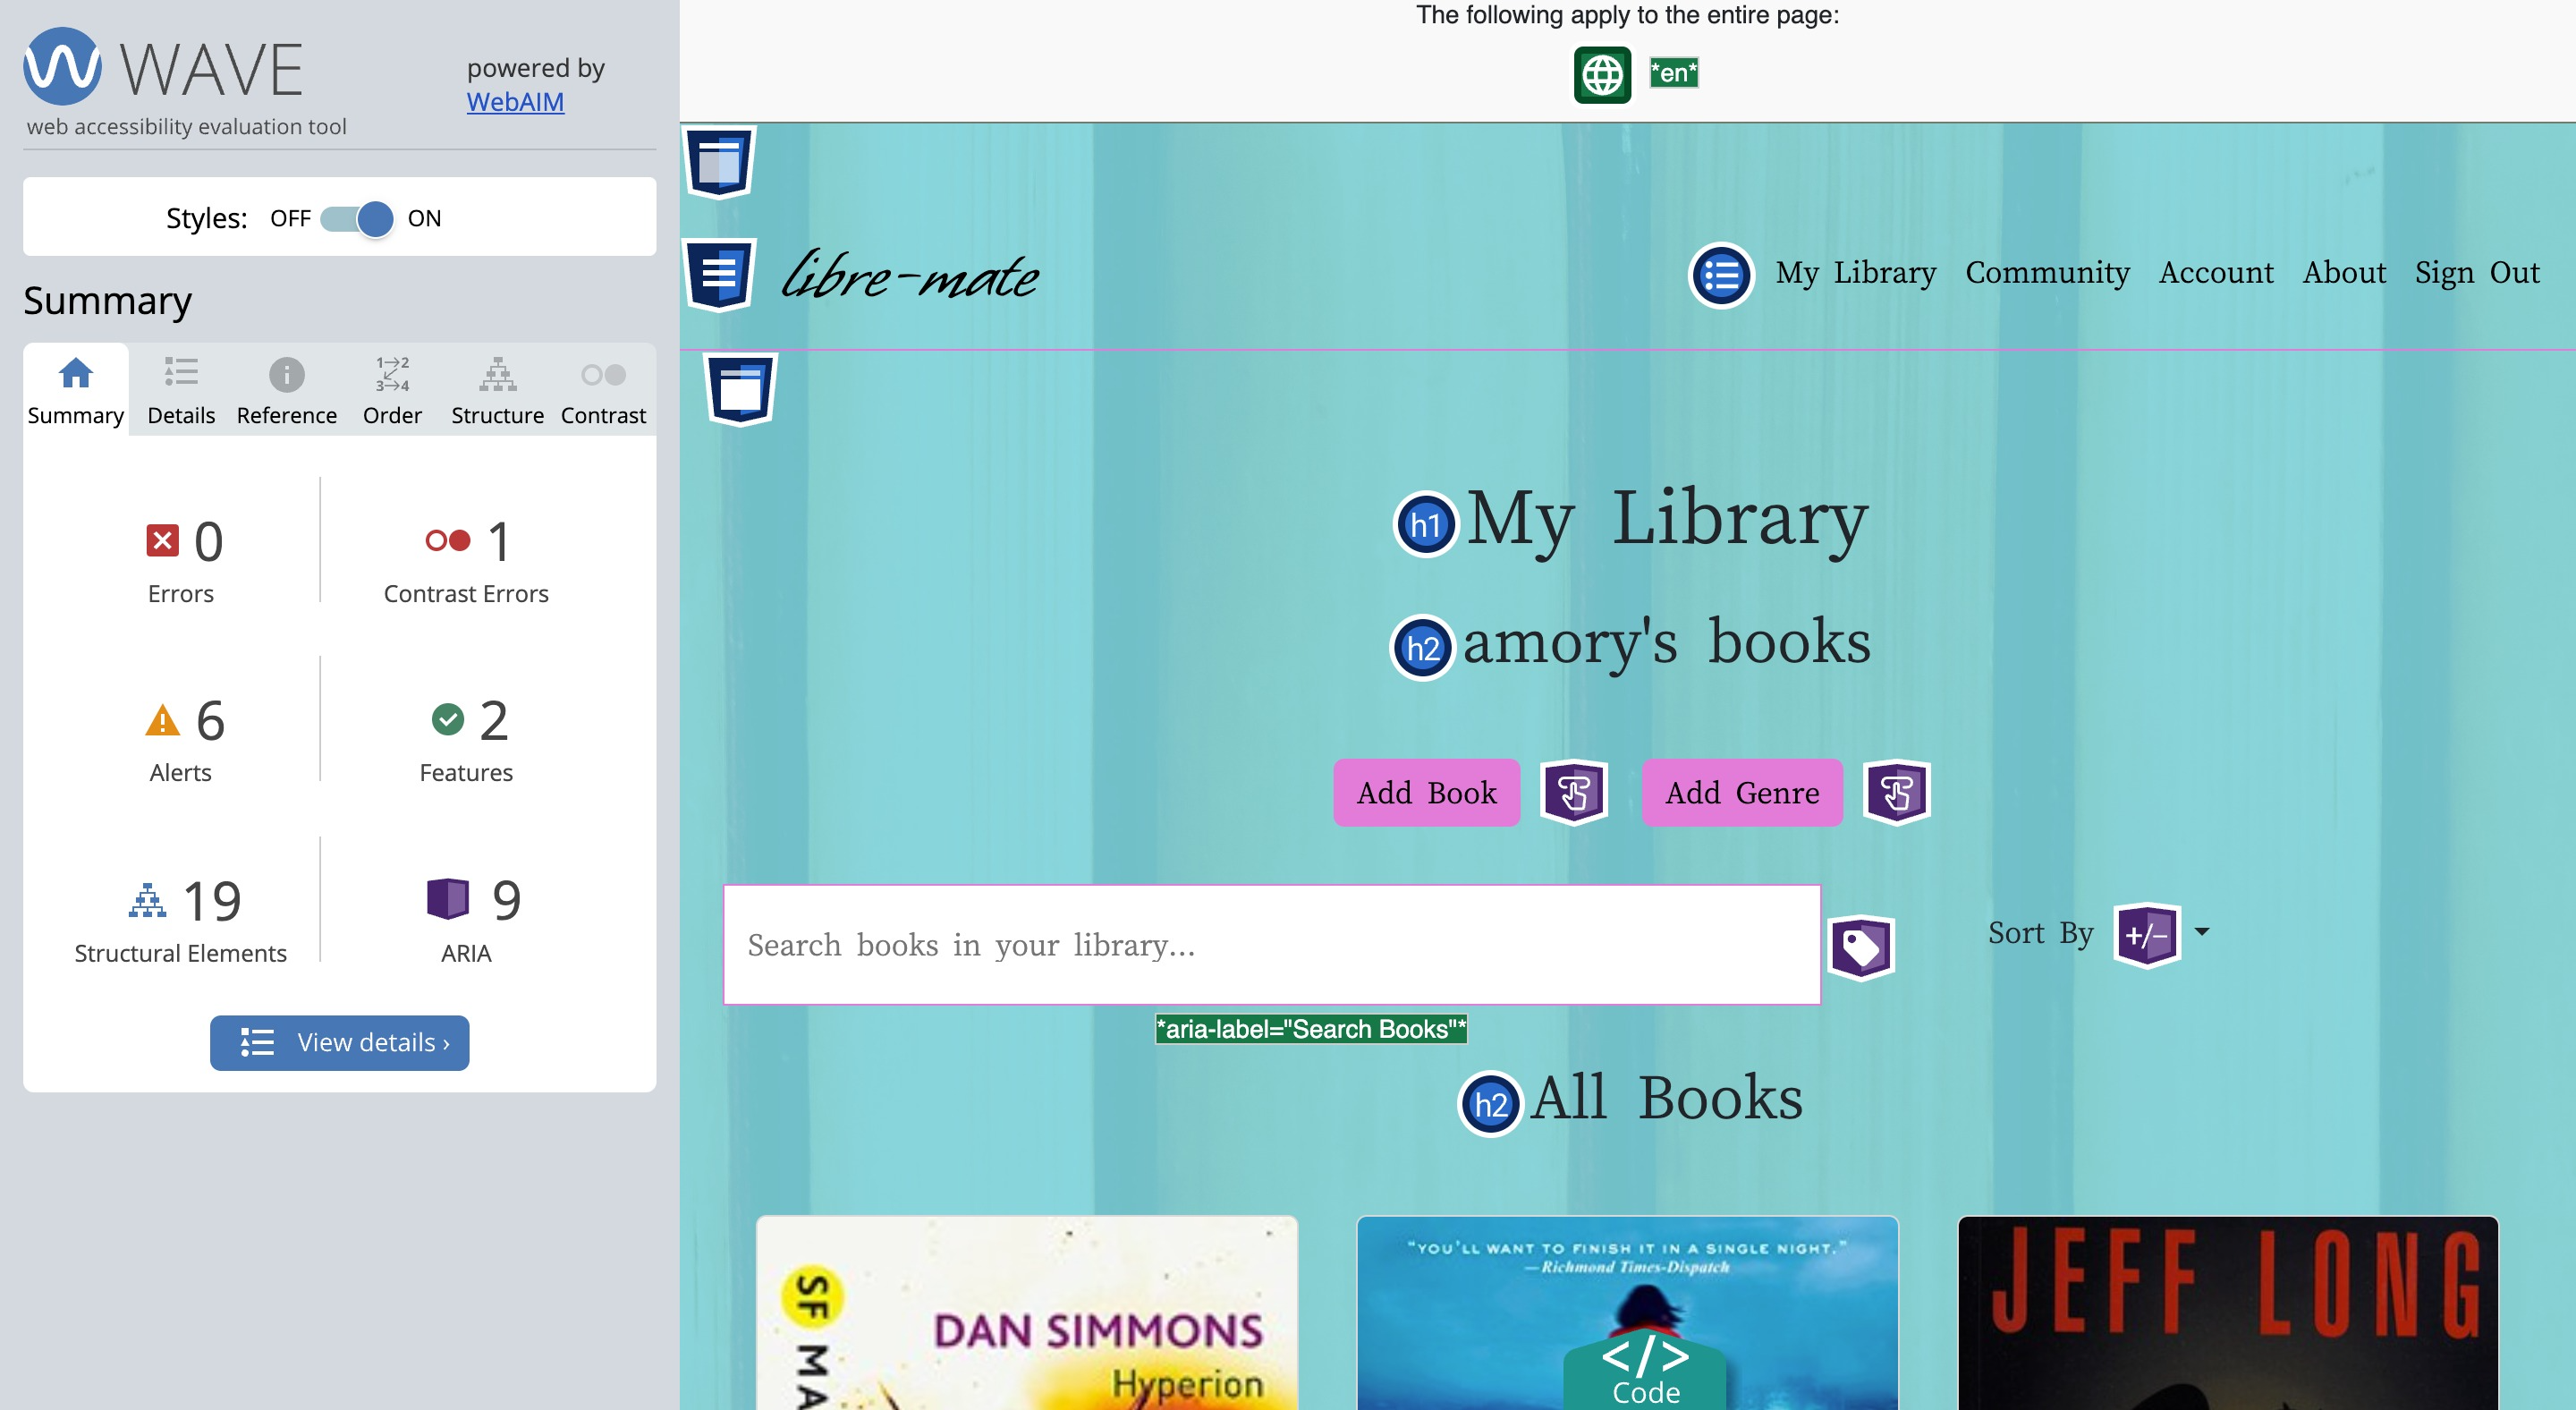 WAVE
powered by
WebAIM
web accessibility evaluation tool
Styles: OFF ON
Summary
Summary Details Reference Order Structure Contrast
1→2
3→4
0
Errors
1
Contrast Errors
6
Alerts
2
Features
19
Structural Elements
9
ARIA
View details ›
The following apply to the entire page:
*en*
libre-mate
My Library Community Account About Sign Out
h1 My Library
h2 amory's books
Add Book Add Genre
Search books in your library...
Sort By +/−
*aria-label="Search Books"*
h2 All Books
SF MA
DAN SIMMONS
Hyperion
"YOU'LL WANT TO FINISH IT IN A SINGLE NIGHT."
—Richmond Times-Dispatch
</>
Code
JEFF LONG